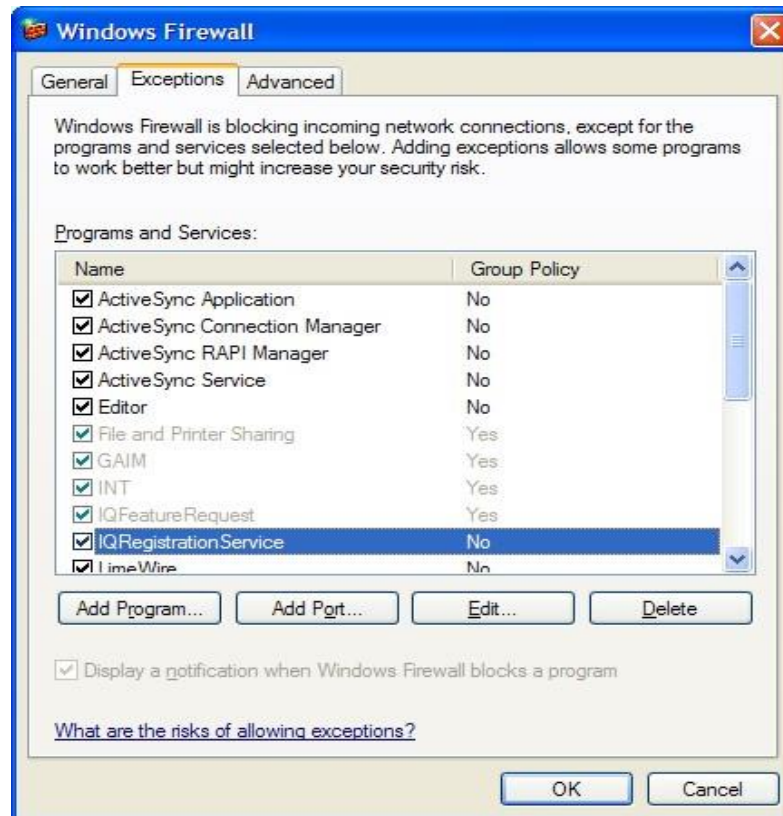 Windows Firewall
General Exceptions Advanced
Windows Firewall is blocking incoming network connections, except for the
programs and services selected below. Adding exceptions allows some programs
to work better but might increase your security risk.
Programs and Services:
Name Group Policy
ActiveSync Application No
ActiveSync Connection Manager No
ActiveSync RAPI Manager No
ActiveSync Service No
Editor No
File and Printer Sharing Yes
GAIM Yes
INT Yes
IQFeatureRequest Yes
IQRegistrationService No
LimeWire No
Add Program... Add Port... Edit... Delete
Display a notification when Windows Firewall blocks a program
What are the risks of allowing exceptions?
OK Cancel